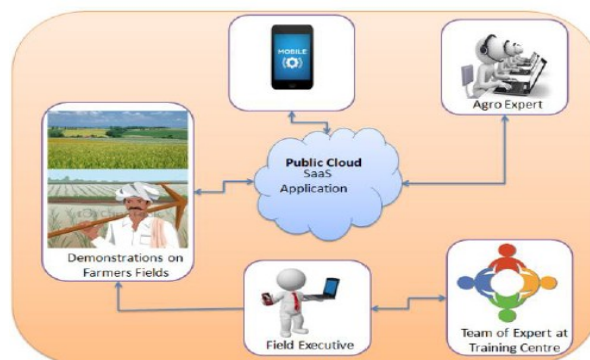 MOBILE
Agro Expert
Public Cloud
SaaS
Application
Demonstrations on
Farmers Fields
Field Executive
Team of Expert at
Training Centre